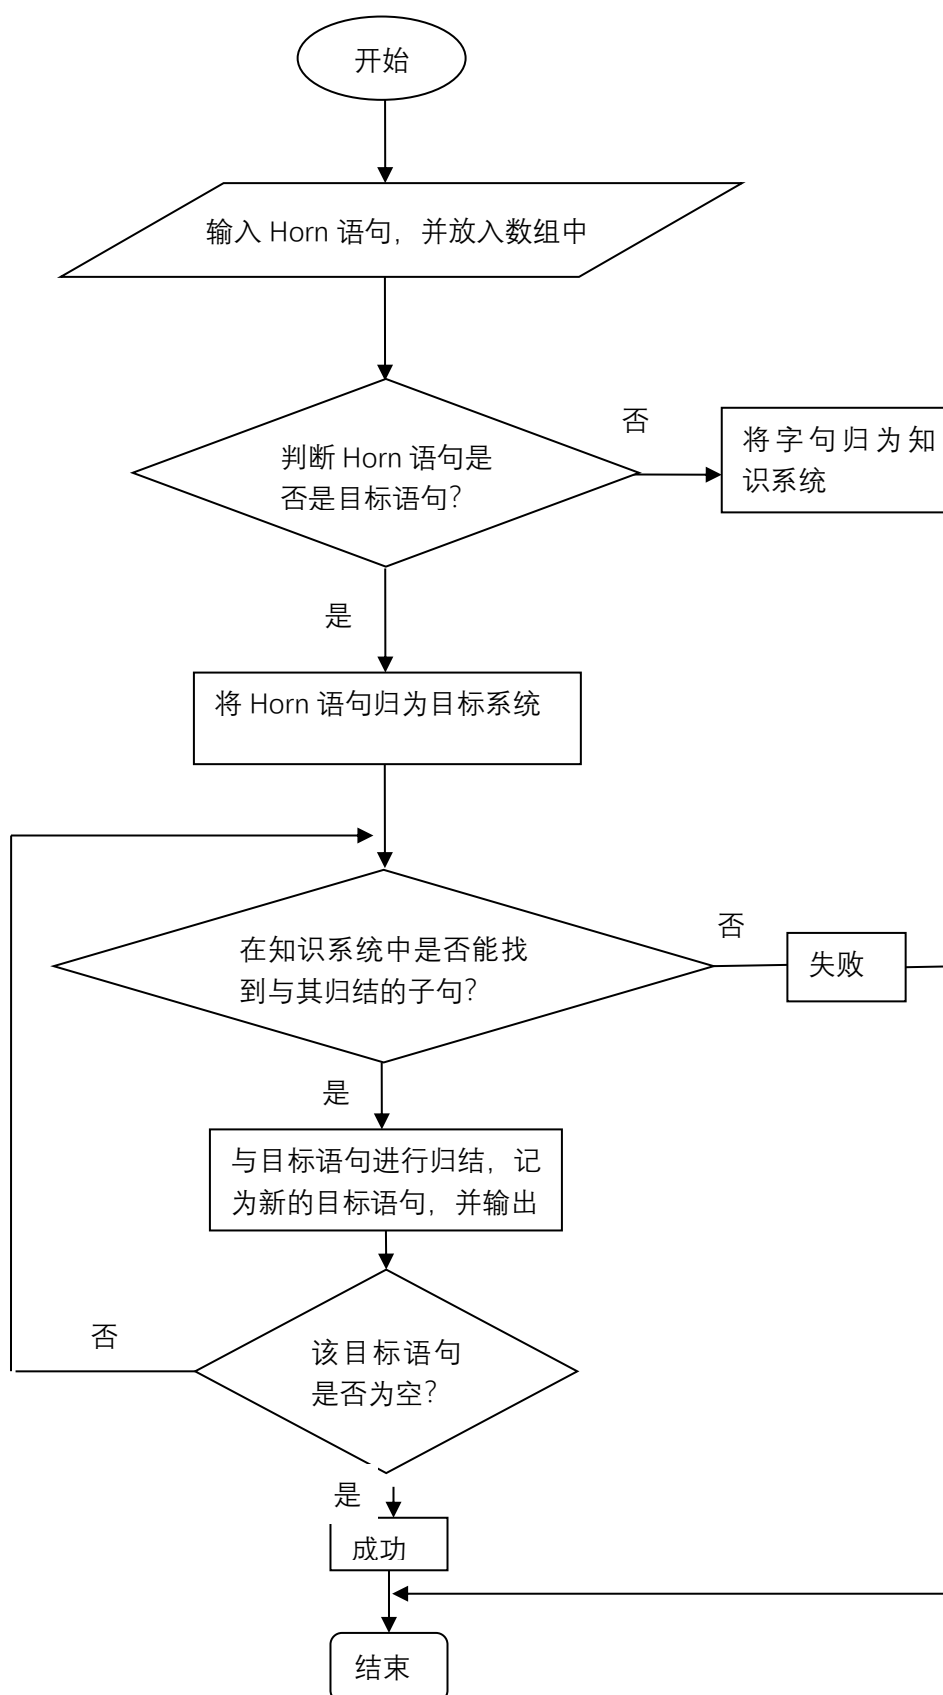 开始
输入 Horn 语句，并放入数组中
否
将字句归为知
识系统
判断 Horn 语句是
否是目标语句？
是
将 Horn 语句归为目标系统
否
在知识系统中是否能找
到与其归结的子句？
失败
是
与目标语句进行归结，记
为新的目标语句，并输出
否
该目标语句
是否为空？
是
成功
结束